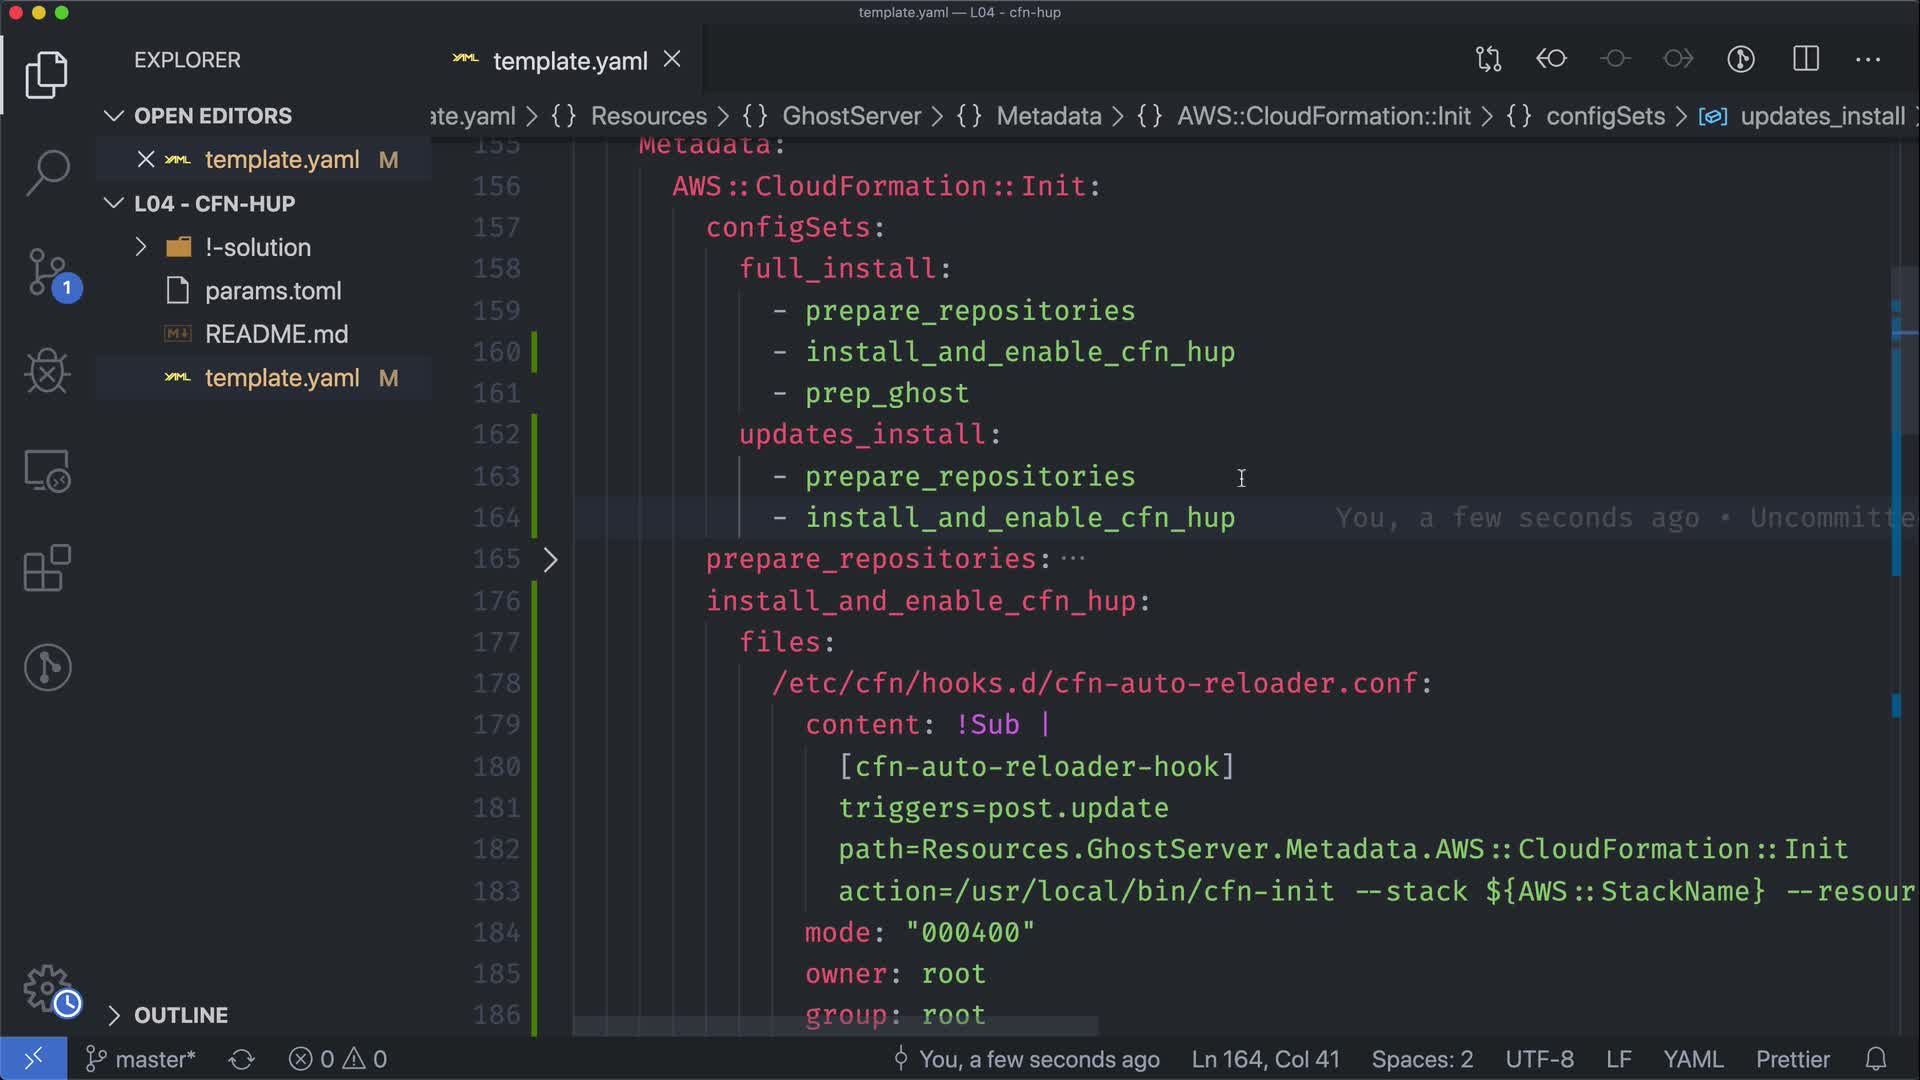 template.yaml — L04 - cfn-hup
EXPLORER
template.yaml
OPEN EDITORS
template.yaml M
L04 - CFN-HUP
!-solution
params.toml
README.md
template.yaml M
1
OUTLINE
ate.yaml > {} Resources > {} GhostServer > {} Metadata > {} AWS::CloudFormation::Init > {} configSets > updates_install
155 Metadata:
156 AWS::CloudFormation::Init:
157 configSets:
158 full_install:
159 - prepare_repositories
160 - install_and_enable_cfn_hup
161 - prep_ghost
162 updates_install:
163 - prepare_repositories
164 - install_and_enable_cfn_hup You, a few seconds ago • Uncommitte
165 prepare_repositories: ···
176 install_and_enable_cfn_hup:
177 files:
178 /etc/cfn/hooks.d/cfn-auto-reloader.conf:
179 content: !Sub |
180 [cfn-auto-reloader-hook]
181 triggers=post.update
182 path=Resources.GhostServer.Metadata.AWS::CloudFormation::Init
183 action=/usr/local/bin/cfn-init --stack ${AWS::StackName} --resour
184 mode: "000400"
185 owner: root
186 group: root
master* 0 0 You, a few seconds ago Ln 164, Col 41 Spaces: 2 UTF-8 LF YAML Prettier